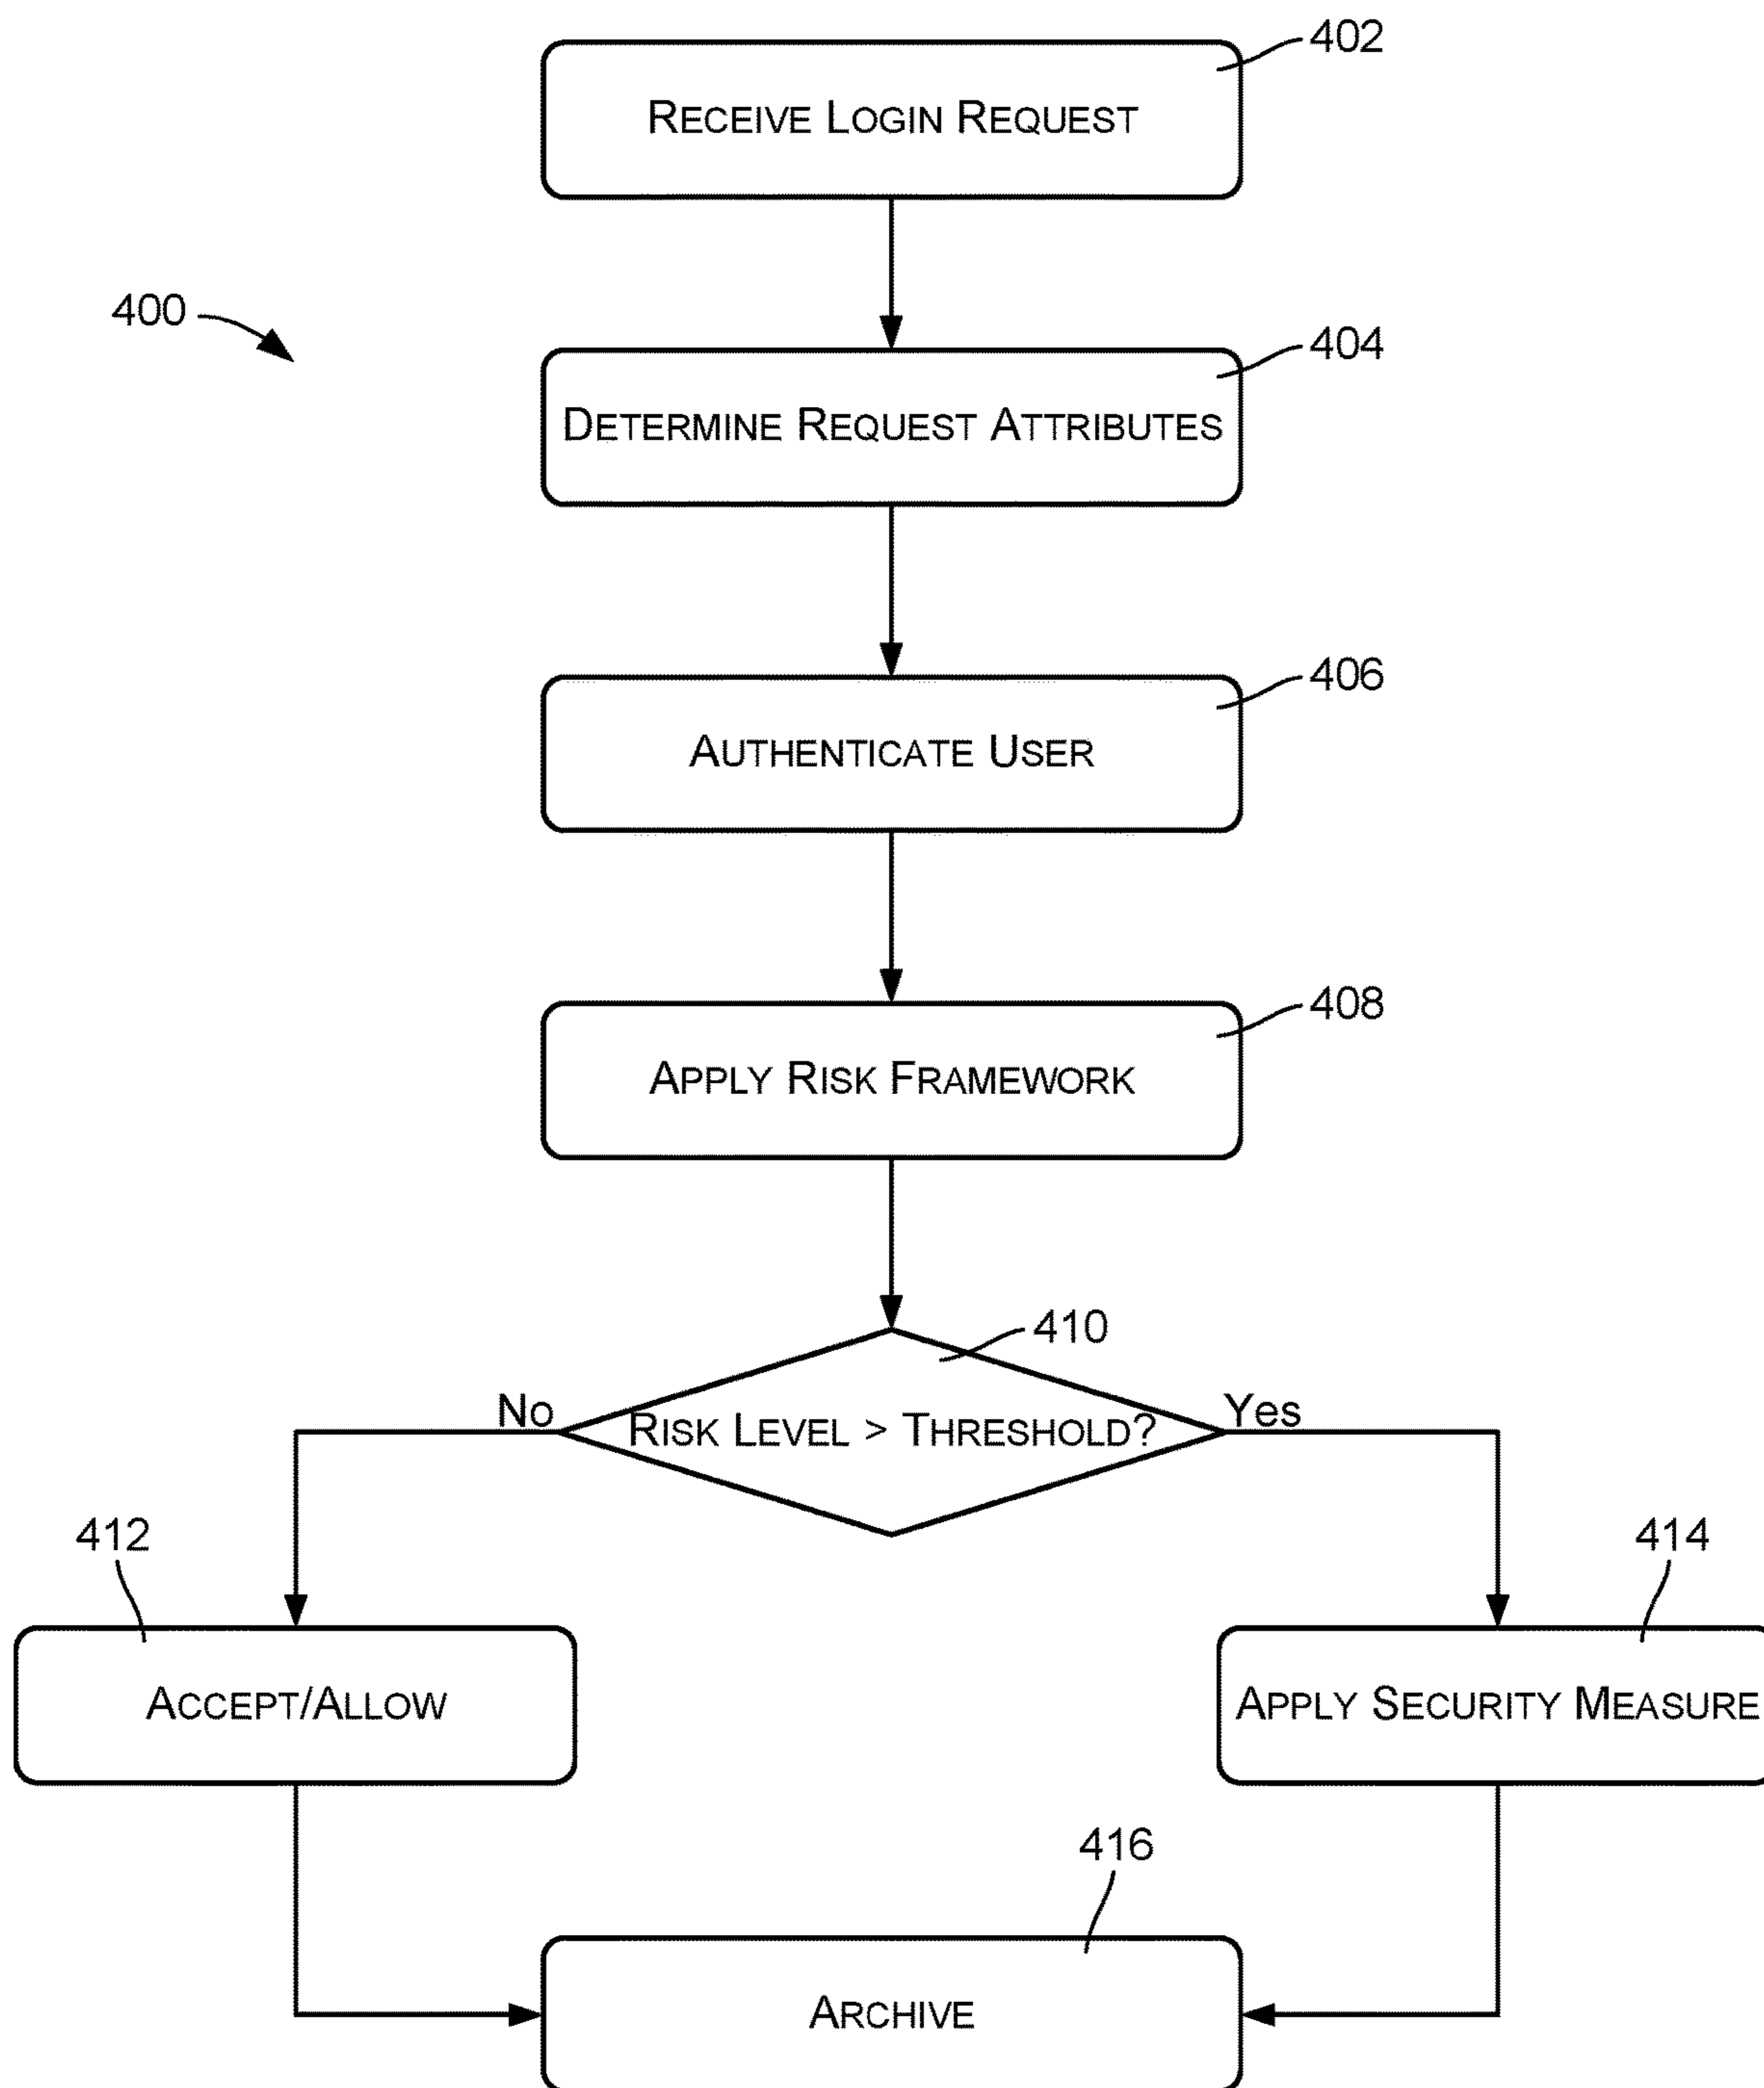 402
RECEIVE LOGIN REQUEST
400
404
DETERMINE REQUEST ATTRIBUTES
406
AUTHENTICATE USER
408
APPLY RISK FRAMEWORK
410
No
RISK LEVEL > THRESHOLD?
Yes
412
414
ACCEPT/ALLOW
APPLY SECURITY MEASURE
416
ARCHIVE